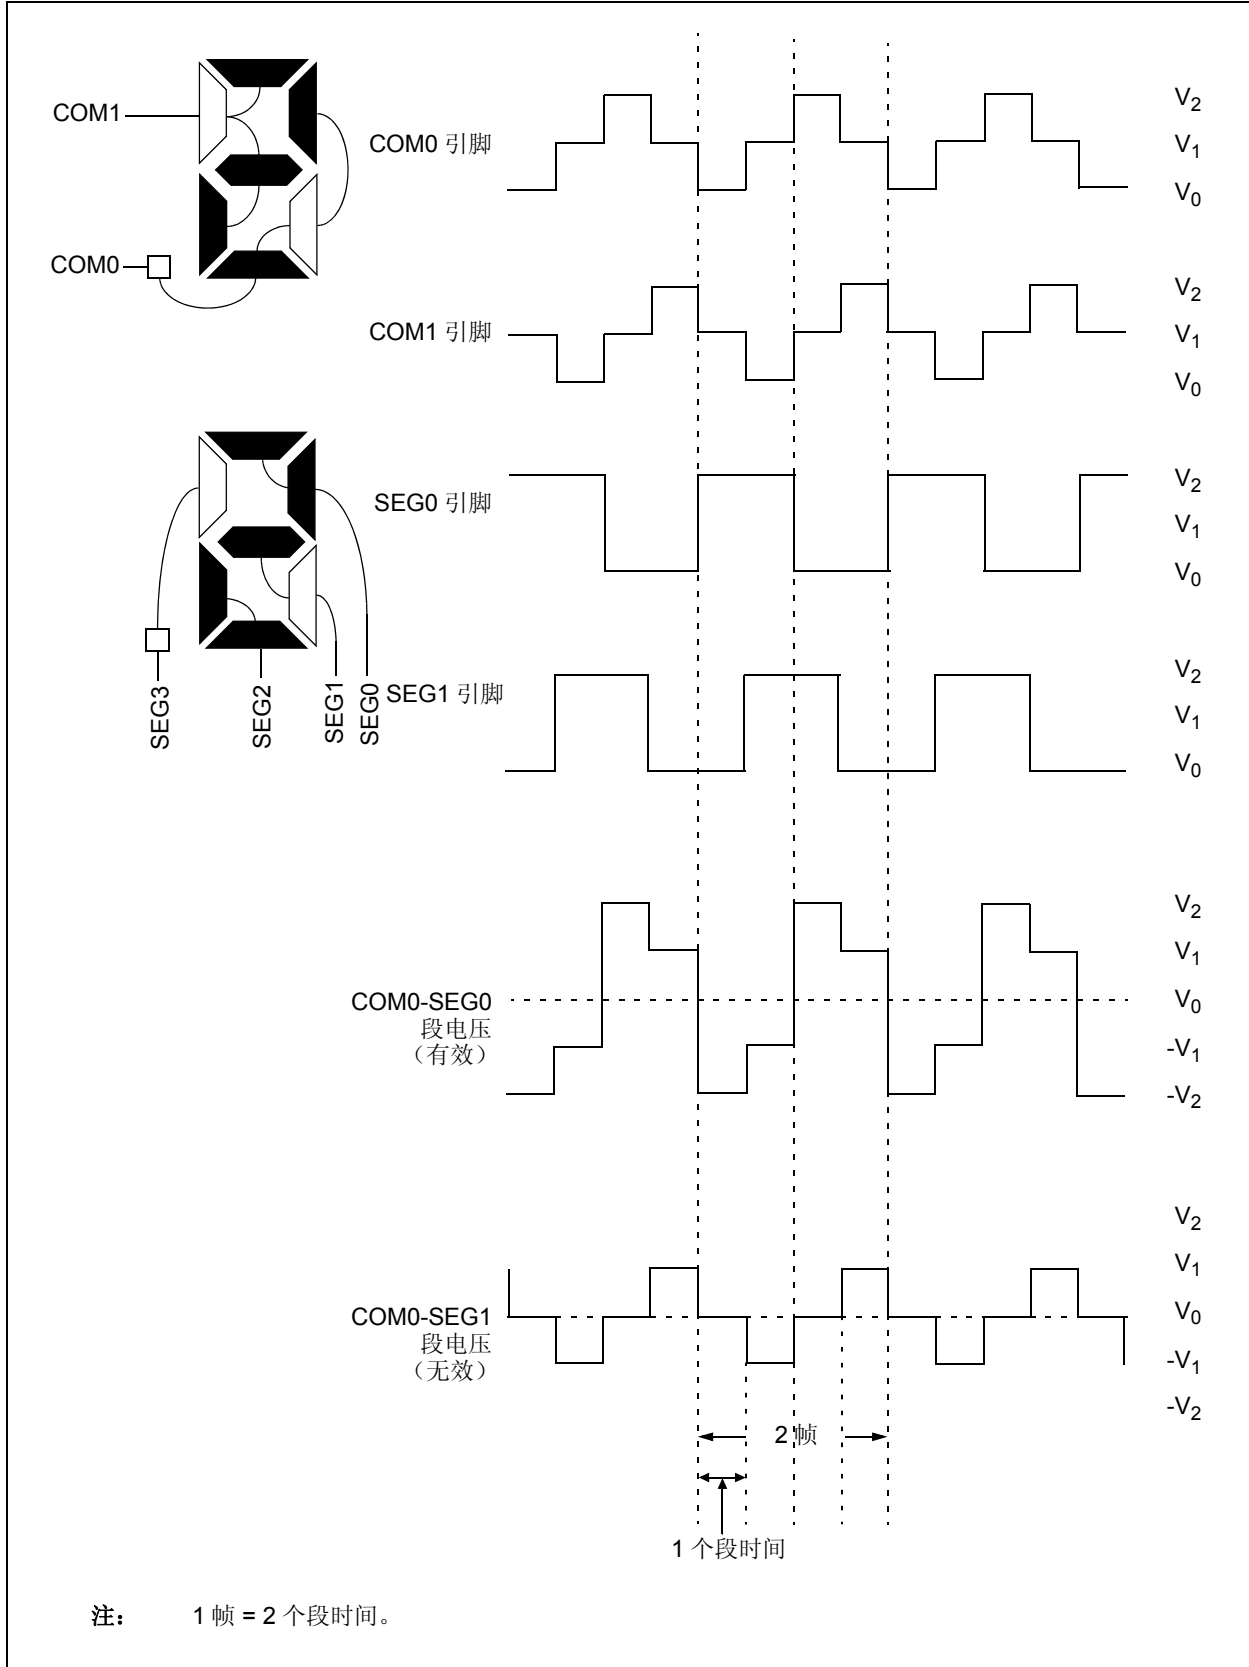 COM1
COM0
COM0 引脚
V2
V1
V0
COM1 引脚
V2
V1
V0
SEG3
SEG2
SEG1
SEG0
SEG0 引脚
V2
V1
V0
SEG1 引脚
V2
V1
V0
COM0-SEG0
段电压
（有效）
V2
V1
V0
-V1
-V2
COM0-SEG1
段电压
（无效）
V2
V1
V0
-V1
-V2
2 帧
1 个段时间
注： 1 帧 = 2 个段时间。